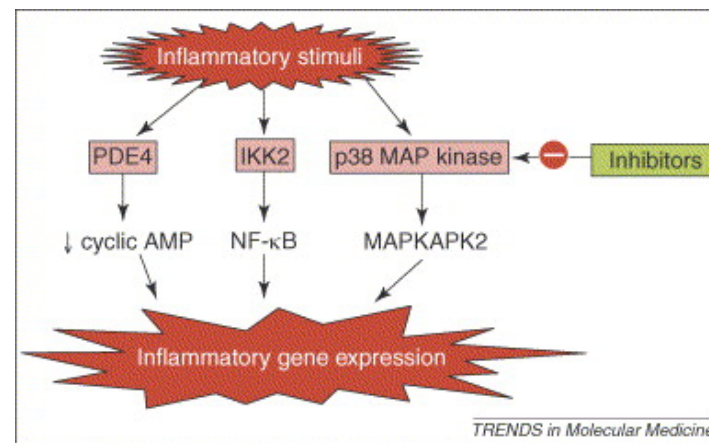 Inflammatory stimuli
PDE4
IKK2
p38 MAP kinase
Inhibitors
↓ cyclic AMP
NF-κB
MAPKAPK2
Inflammatory gene expression
TRENDS in Molecular Medicine